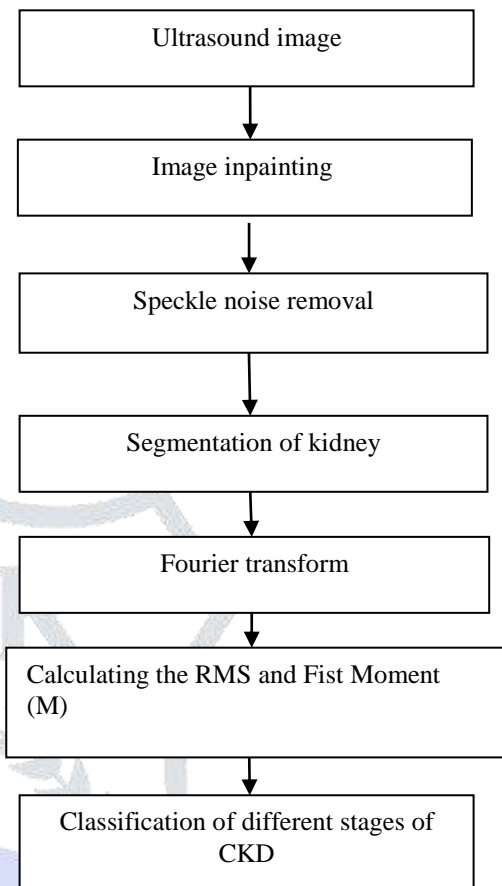 Ultrasound image
Image inpainting
Speckle noise removal
Segmentation of kidney
Fourier transform
Calculating the RMS and Fist Moment
(M)
Classification of different stages of
CKD